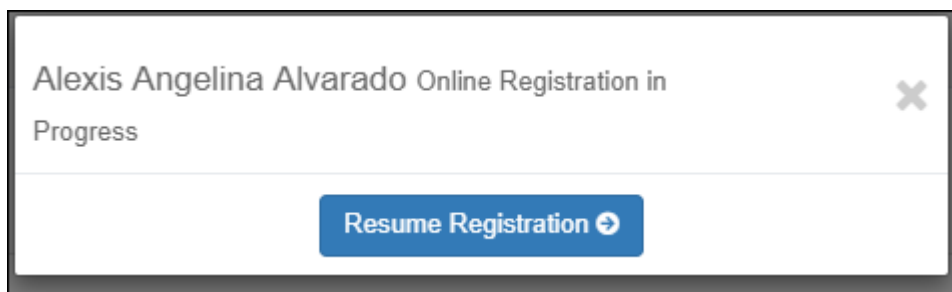 Alexis Angelina Alvarado Online Registration in
Progress
Resume Registration